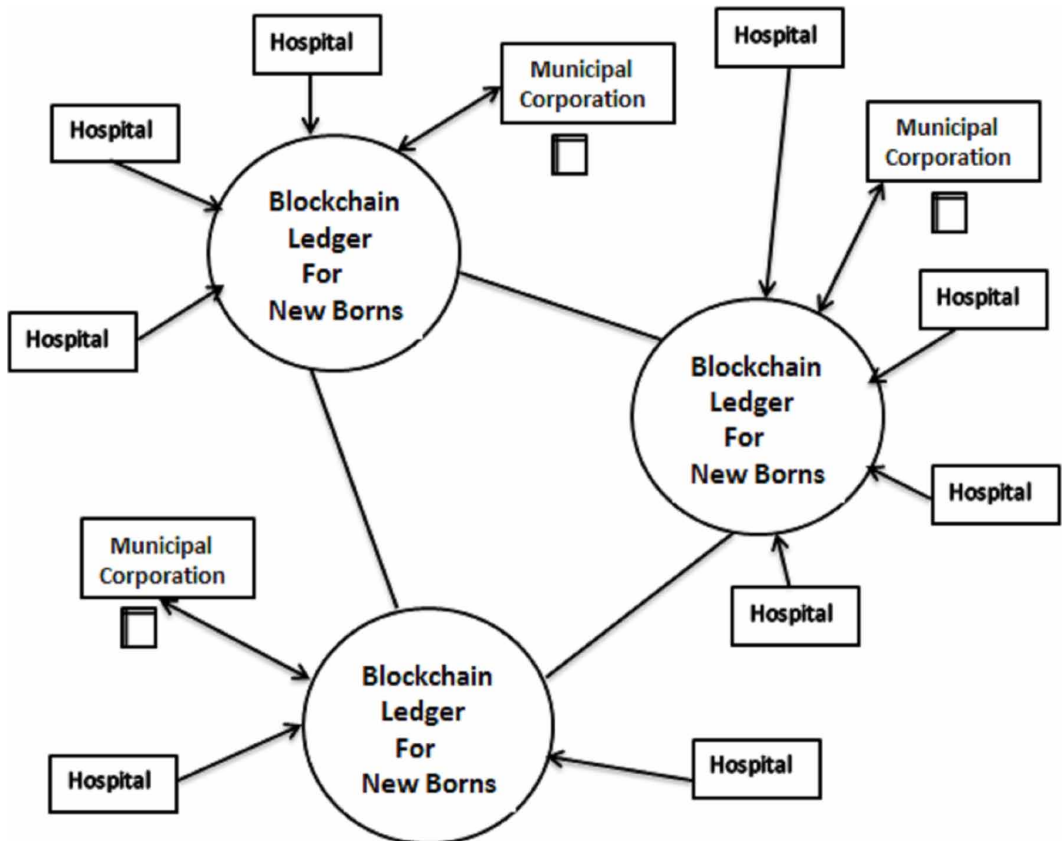 Hospital
Hospital
Municipal
Corporation
Hospital
Municipal
Corporation
Blockchain
Ledger
For
New Borns
Hospital
Hospital
Blockchain
Ledger
For
New Borns
Hospital
Municipal
Corporation
Hospital
Blockchain
Ledger
For
New Borns
Hospital
Hospital